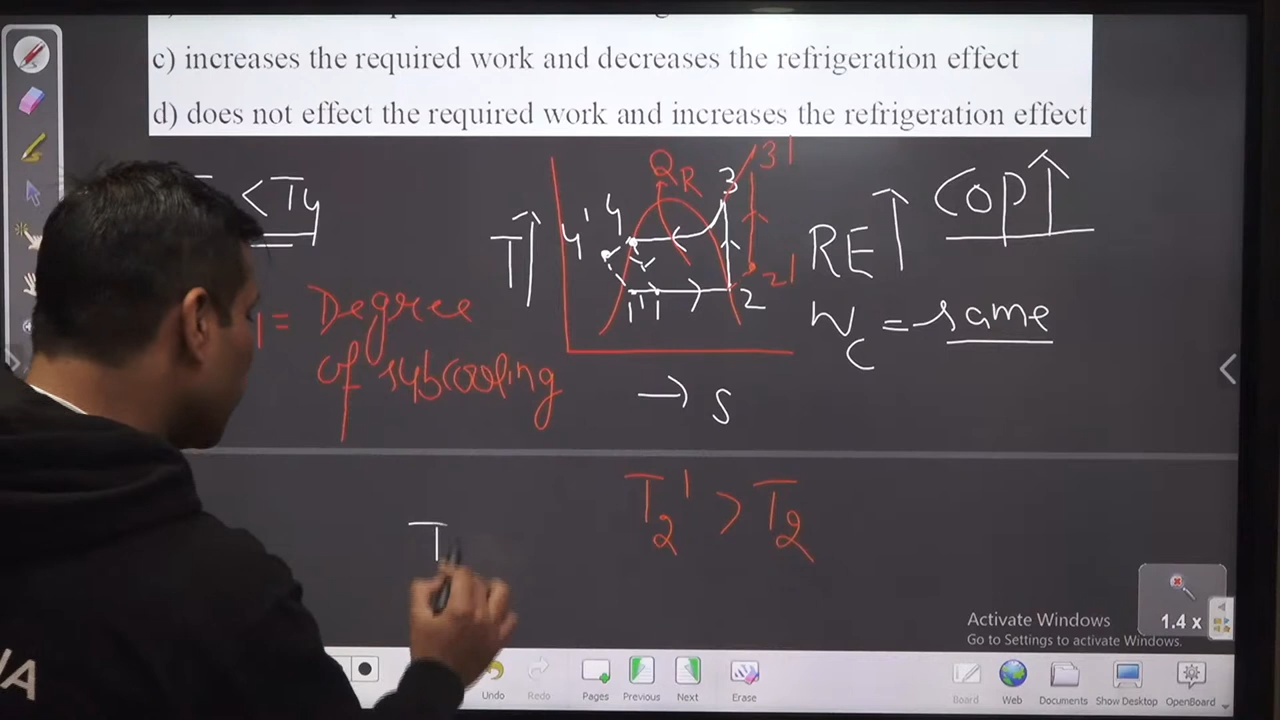 c) increases the required work and decreases the refrigeration effect
d) does not effect the required work and increases the refrigeration effect
< T4
T
QR
3'
3
4'
4
2'
2
1'
1
→ s
RE ↑
COP ↑
Wc = same
= Degree
of subcooling
T2' > T2
T
Activate Windows
Go to Settings to activate Windows.
1.4 x
Undo
Redo
Pages
Previous
Next
Erase
Board
Web
Documents
Show Desktop
OpenBoard